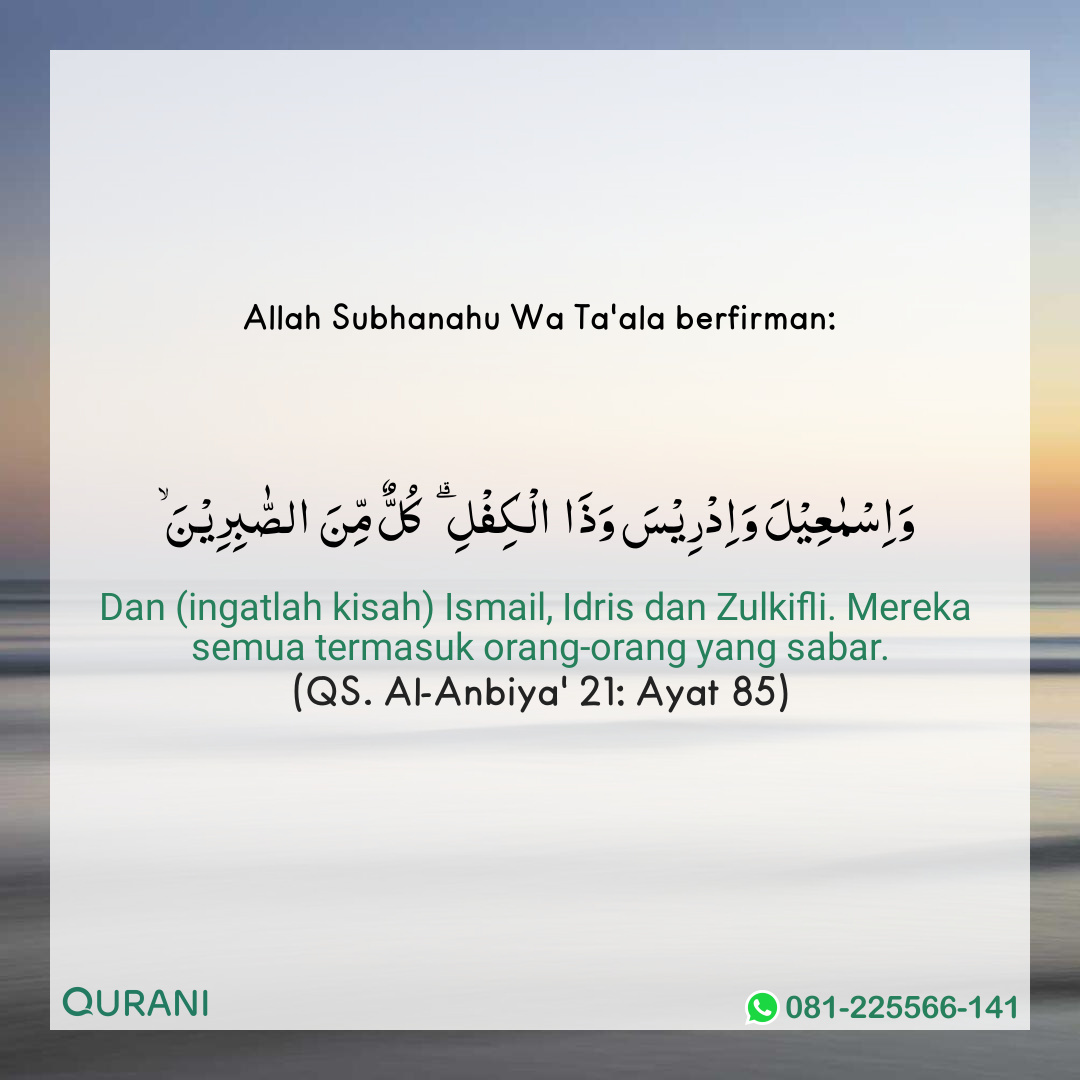 Allah Subhanahu Wa Ta'ala berfirman:
وَاِسْمٰعِيْلَ وَاِدْرِيْسَ وَذَا الْكِفْلِۗ كُلٌّ مِّنَ الصّٰبِرِيْنَۙ
Dan (ingatlah kisah) Ismail, Idris dan Zulkifli. Mereka
semua termasuk orang-orang yang sabar.
(QS. Al-Anbiya' 21: Ayat 85)
QURANI
081-225566-141